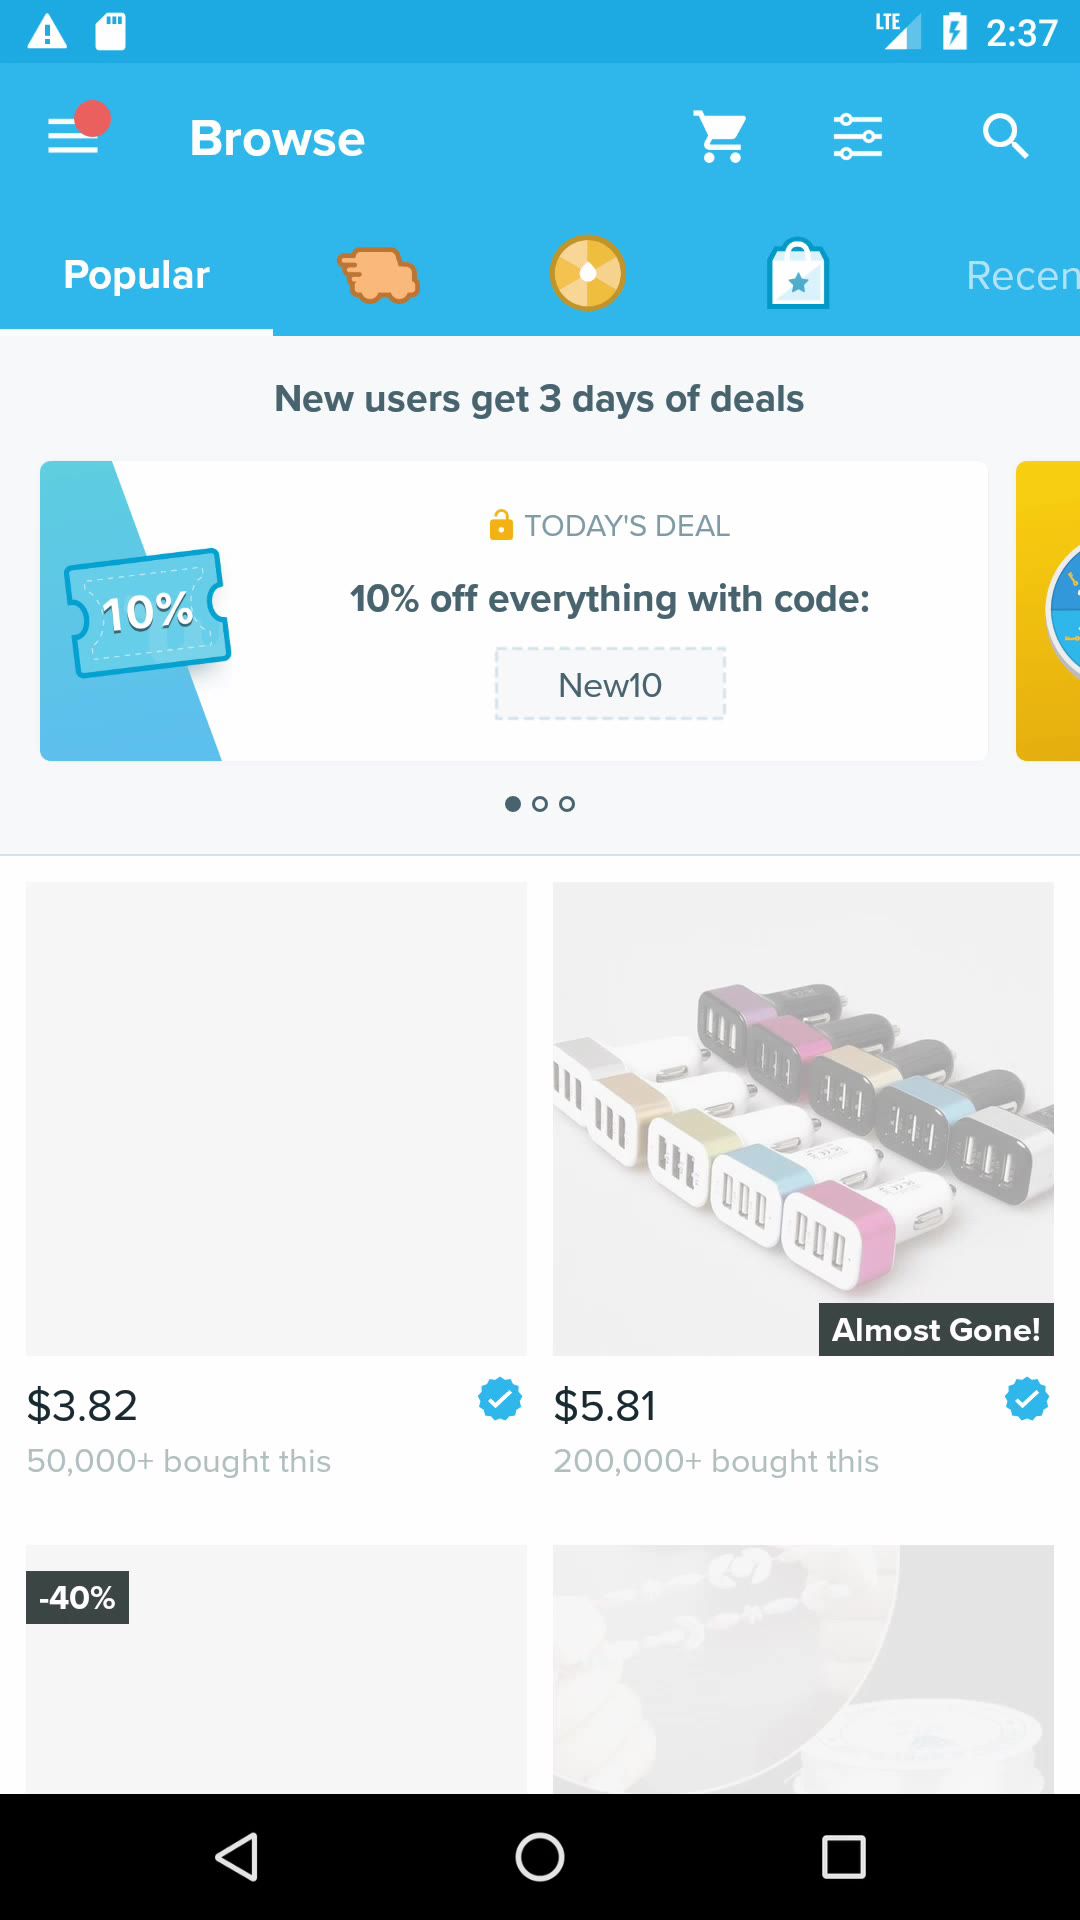 LTE 2:37
Browse
Popular Recen
New users get 3 days of deals
TODAY'S DEAL
10%
10% off everything with code:
New10
Almost Gone!
$3.82 $5.81
50,000+ bought this 200,000+ bought this
-40%